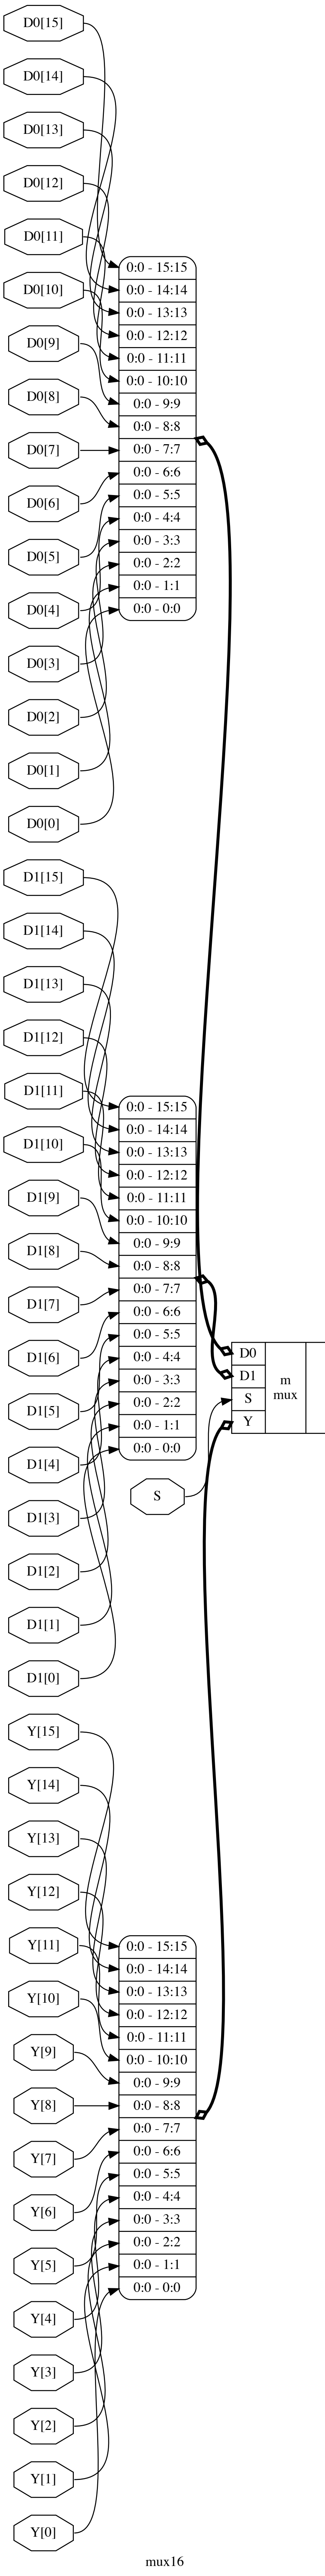 D0[15]
D0[14]
D0[13]
D0[12]
D0[11]
D0[10]
D0[9]
D0[8]
D0[7]
D0[6]
D0[5]
D0[4]
D0[3]
D0[2]
D0[1]
D0[0]
0:0 - 15:15
0:0 - 14:14
0:0 - 13:13
0:0 - 12:12
0:0 - 11:11
0:0 - 10:10
0:0 - 9:9
0:0 - 8:8
0:0 - 7:7
0:0 - 6:6
0:0 - 5:5
0:0 - 4:4
0:0 - 3:3
0:0 - 2:2
0:0 - 1:1
0:0 - 0:0
D1[15]
D1[14]
D1[13]
D1[12]
D1[11]
D1[10]
D1[9]
D1[8]
D1[7]
D1[6]
D1[5]
D1[4]
D1[3]
D1[2]
D1[1]
D1[0]
0:0 - 15:15
0:0 - 14:14
0:0 - 13:13
0:0 - 12:12
0:0 - 11:11
0:0 - 10:10
0:0 - 9:9
0:0 - 8:8
0:0 - 7:7
0:0 - 6:6
0:0 - 5:5
0:0 - 4:4
0:0 - 3:3
0:0 - 2:2
0:0 - 1:1
0:0 - 0:0
D0
D1
S
Y
m
mux
S
Y[15]
Y[14]
Y[13]
Y[12]
Y[11]
Y[10]
Y[9]
Y[8]
Y[7]
Y[6]
Y[5]
Y[4]
Y[3]
Y[2]
Y[1]
Y[0]
0:0 - 15:15
0:0 - 14:14
0:0 - 13:13
0:0 - 12:12
0:0 - 11:11
0:0 - 10:10
0:0 - 9:9
0:0 - 8:8
0:0 - 7:7
0:0 - 6:6
0:0 - 5:5
0:0 - 4:4
0:0 - 3:3
0:0 - 2:2
0:0 - 1:1
0:0 - 0:0
mux16